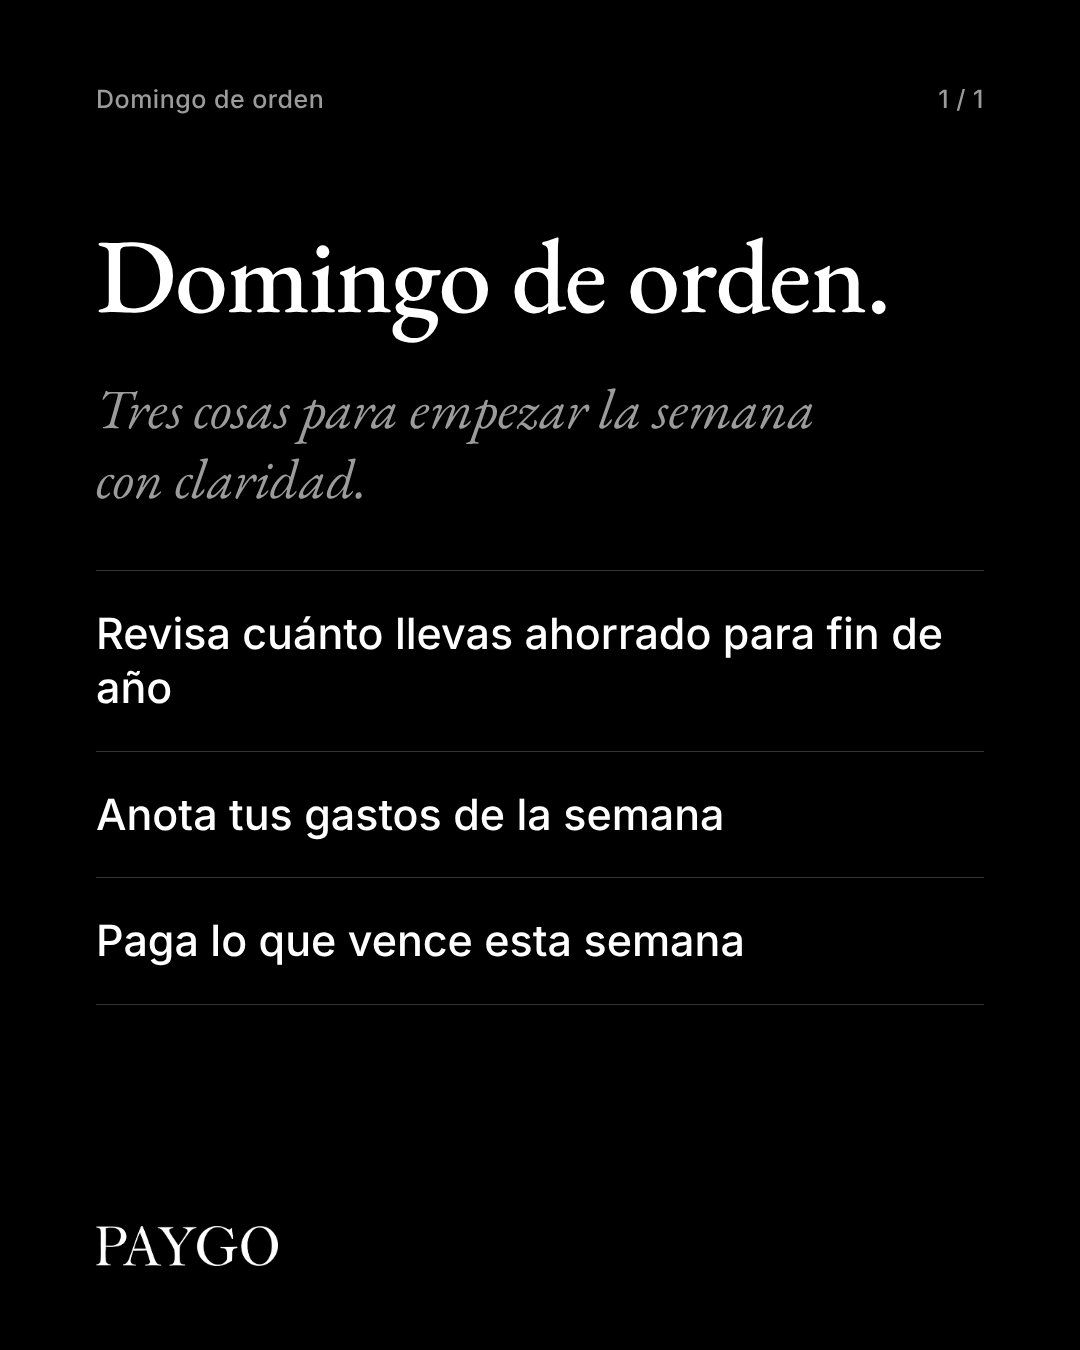 Domingo de orden
1 / 1
Domingo de orden.
Tres cosas para empezar la semana
con claridad.
Revisa cuánto llevas ahorrado para fin de
año
Anota tus gastos de la semana
Paga lo que vence esta semana
PAYGO